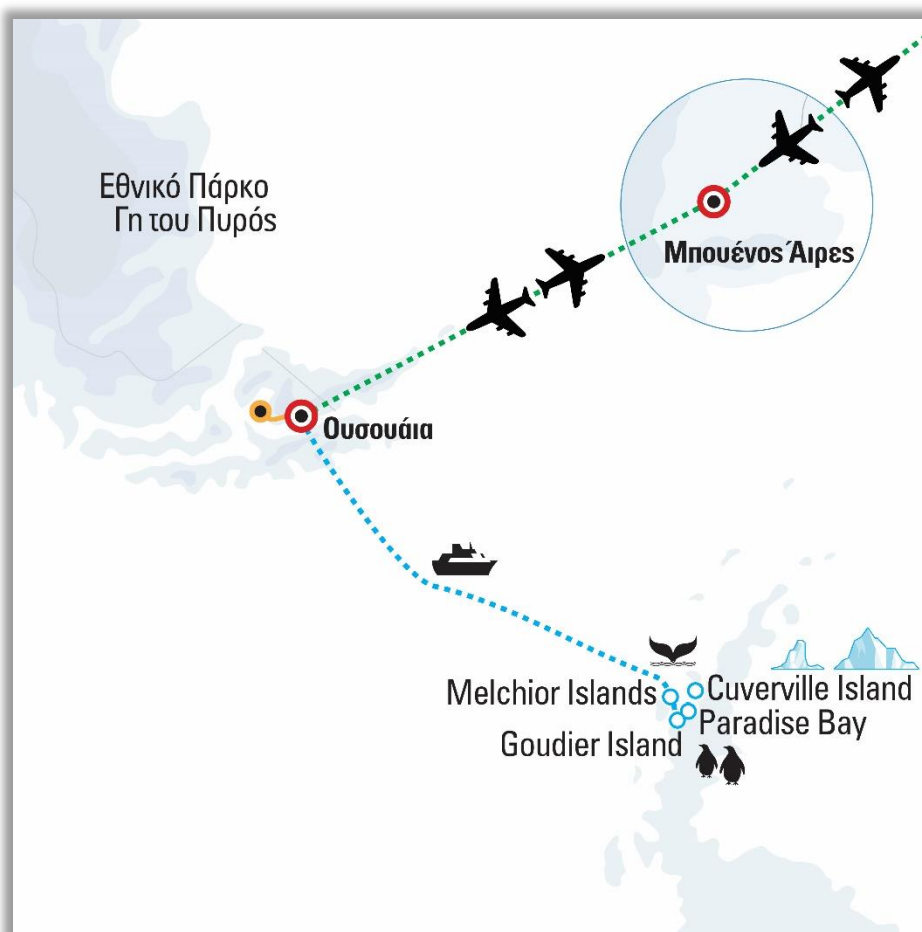 Εθνικό Πάρκο
Γη του Πυρός
Μπουένος Άιρες
Ουσουάια
Melchior Islands
Cuverville Island
Paradise Bay
Goudier Island